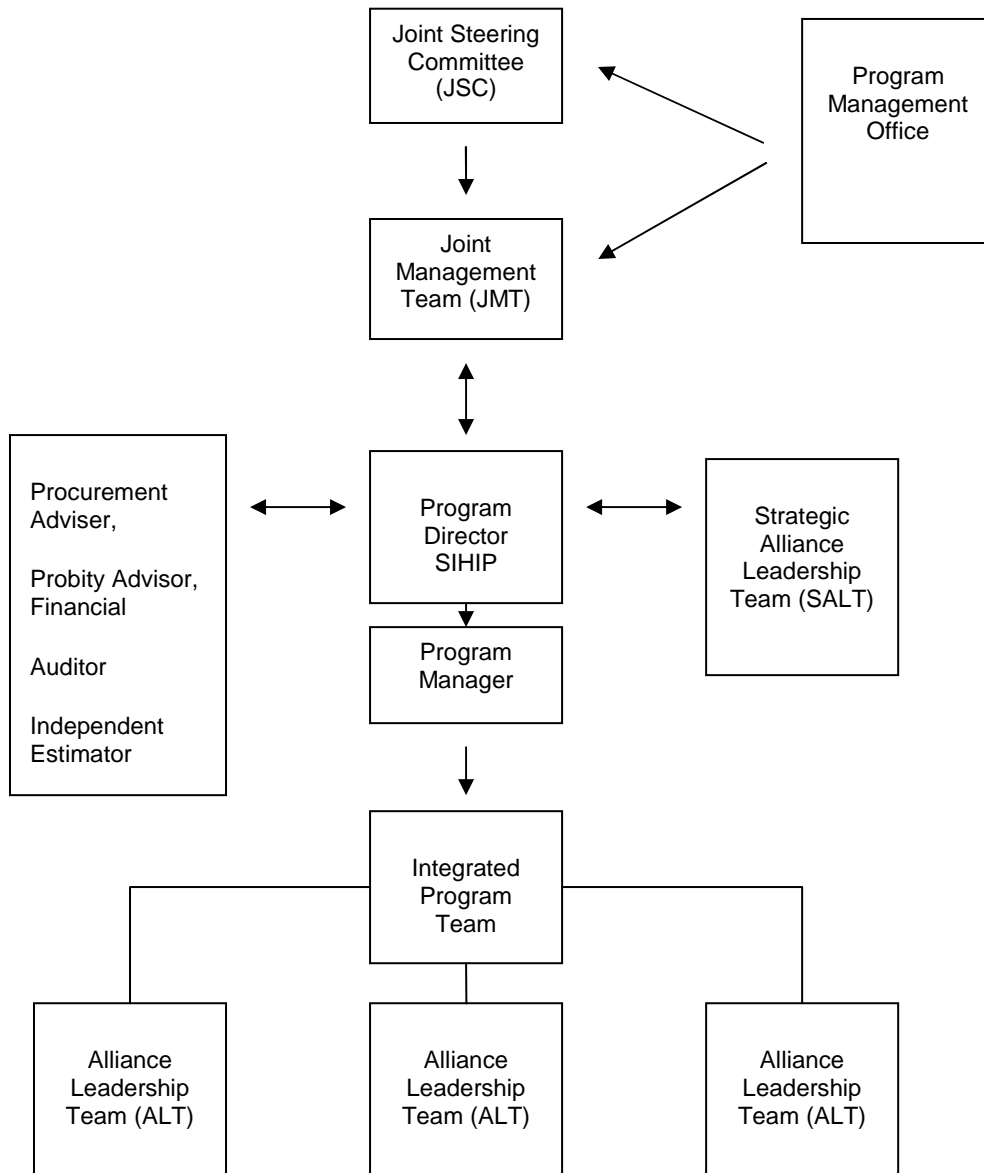 Joint Steering
Committee
(JSC)
Program
Management
Office
Joint
Management
Team (JMT)
Procurement
Adviser,
Probity Advisor,
Financial
Auditor
Independent
Estimator
Program
Director
SIHIP
Strategic
Alliance
Leadership
Team (SALT)
Program
Manager
Integrated
Program
Team
Alliance
Leadership
Team (ALT)
Alliance
Leadership
Team (ALT)
Alliance
Leadership
Team (ALT)